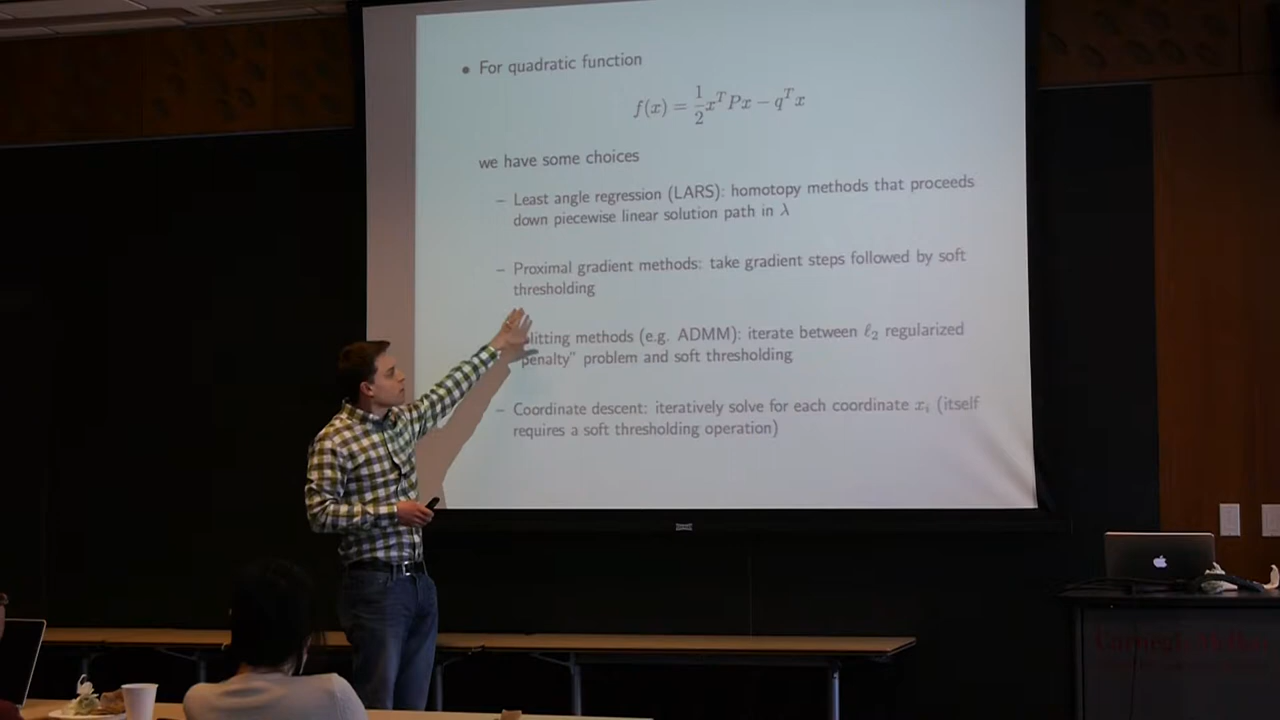 • For quadratic function
f(x) = 1/2 x^T Px − q^T x
we have some choices
– Least angle regression (LARS): homotopy methods that proceeds
down piecewise linear solution path in λ
– Proximal gradient methods: take gradient steps followed by soft
thresholding
litting methods (e.g. ADMM): iterate between ℓ₂ regularized
penalty" problem and soft thresholding
– Coordinate descent: iteratively solve for each coordinate xᵢ (itself
requires a soft thresholding operation)
Carnegie Mellon